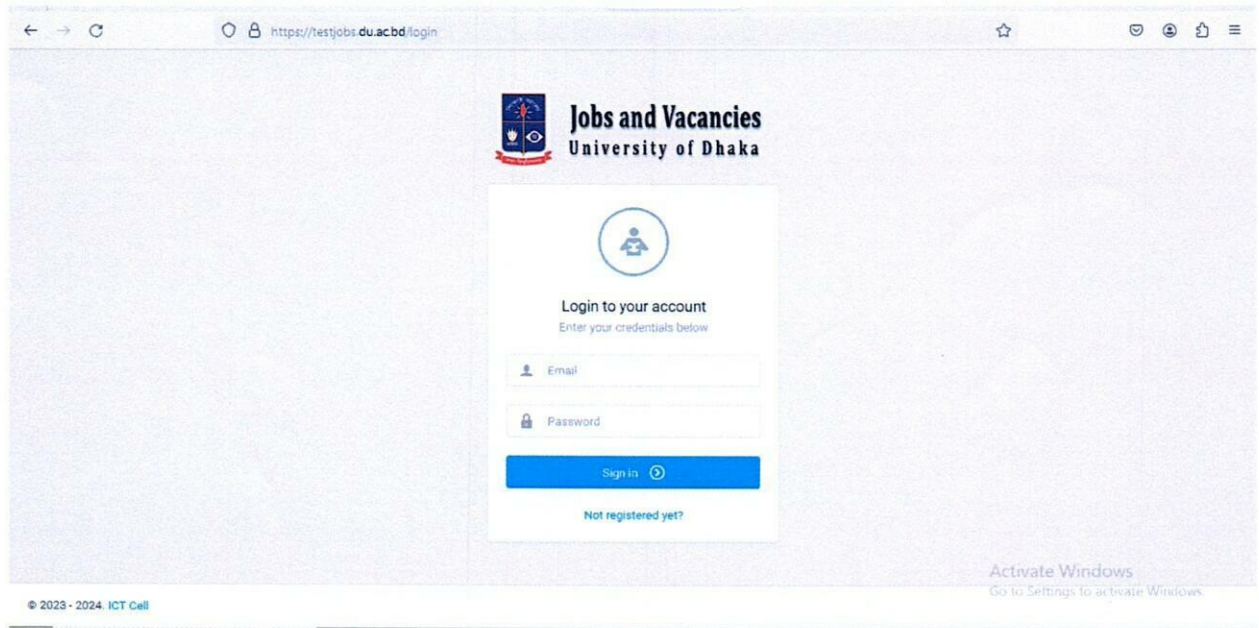 https://testjobs.du.ac.bd/login
Jobs and Vacancies
University of Dhaka
Login to your account
Enter your credentials below
Email
Password
Sign in
Not registered yet?
Activate Windows
Go to Settings to activate Windows.
© 2023 - 2024. ICT Cell